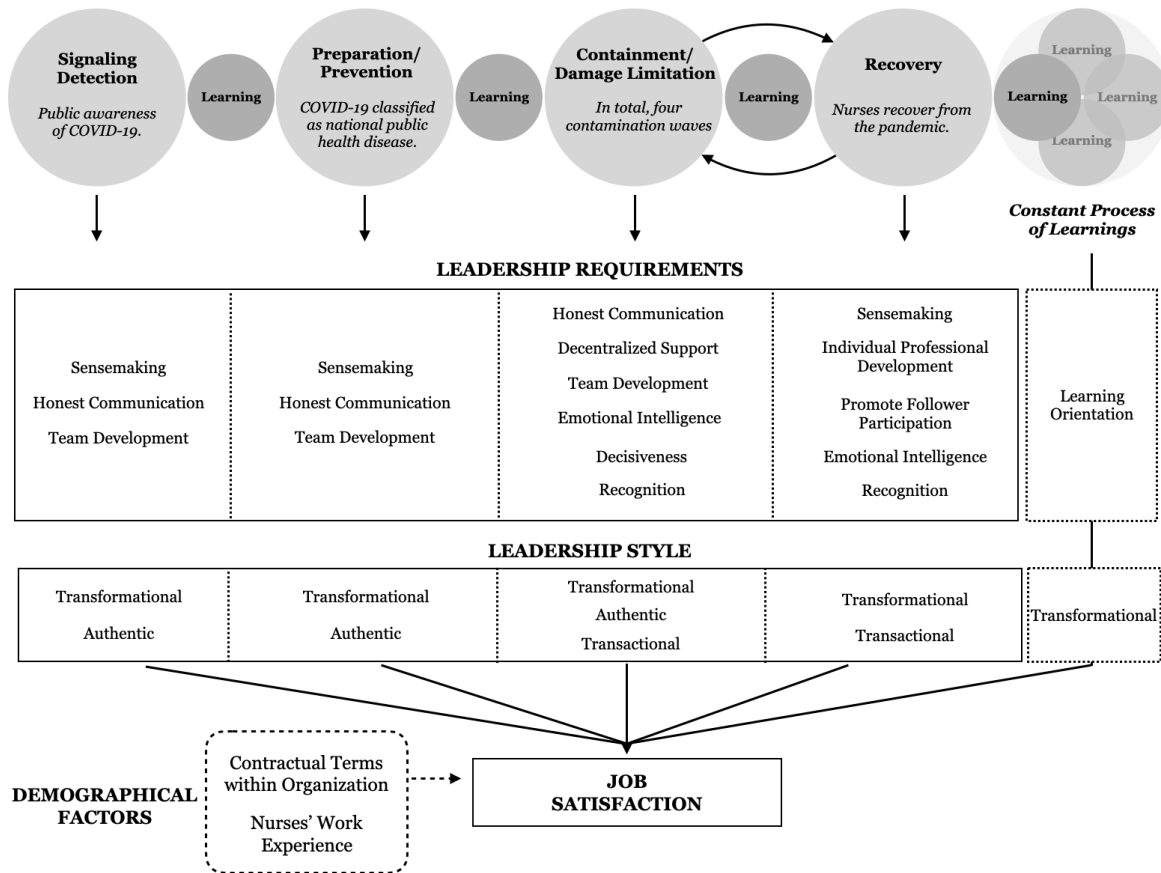 Signaling
Detection
Public awareness
of COVID-19.
Learning
Preparation/
Prevention
COVID-19 classified
as national public
health disease.
Learning
Containment/
Damage Limitation
In total, four
contamination waves
Learning
Recovery
Nurses recover from
the pandemic.
Learning
Learning
Learning
Learning
Constant Process
of Learnings
LEADERSHIP REQUIREMENTS
Sensemaking
Honest Communication
Team Development
Sensemaking
Honest Communication
Team Development
Honest Communication
Decentralized Support
Team Development
Emotional Intelligence
Decisiveness
Recognition
Sensemaking
Individual Professional
Development
Promote Follower
Participation
Emotional Intelligence
Recognition
Learning
Orientation
LEADERSHIP STYLE
Transformational
Authentic
Transformational
Authentic
Transformational
Authentic
Transactional
Transformational
Transactional
Transformational
DEMOGRAPHICAL
FACTORS
Contractual Terms
within Organization
Nurses' Work
Experience
JOB
SATISFACTION